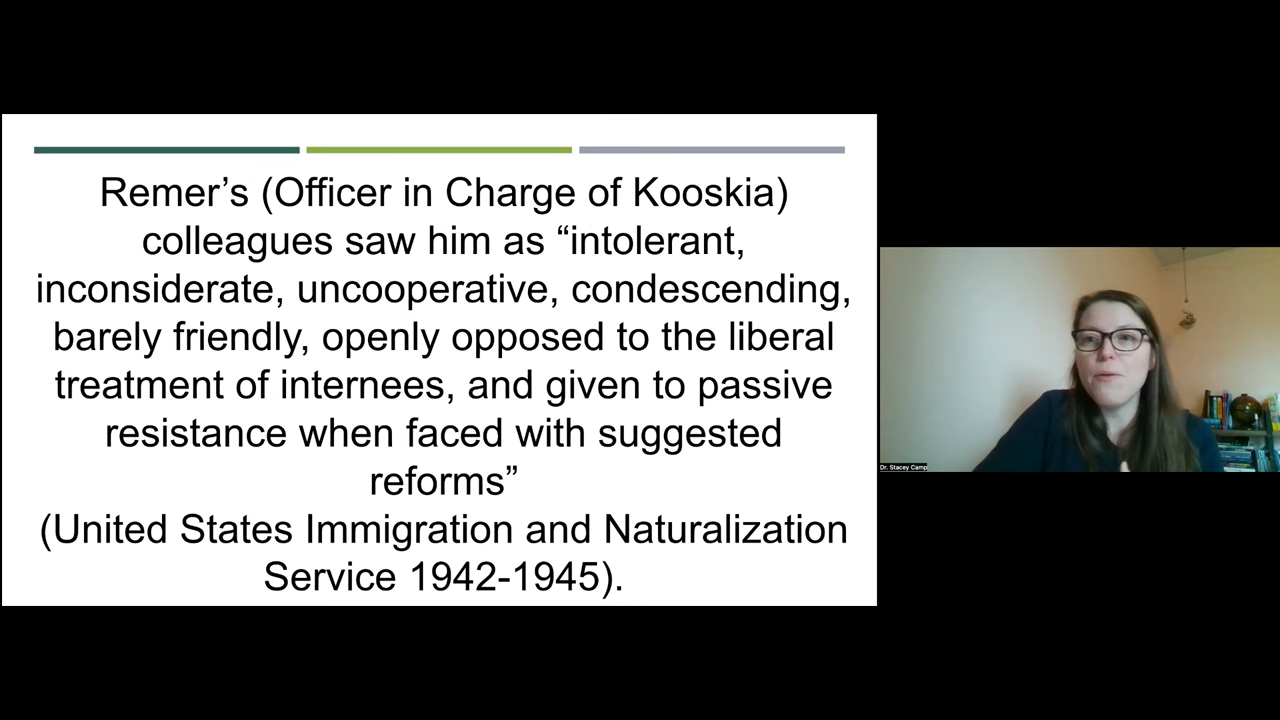 Remer’s (Officer in Charge of Kooskia)
colleagues saw him as “intolerant,
inconsiderate, uncooperative, condescending,
barely friendly, openly opposed to the liberal
treatment of internees, and given to passive
resistance when faced with suggested
reforms”
(United States Immigration and Naturalization
Service 1942-1945).
Dr. Stacey Camp